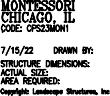 MONTESSORI
CHICAGO, IL
CODE: CPS23MON1
7/15/22 DRAWN BY:
STRUCTURE DIMENSIONS:
ACTUAL SIZE:
AREA REQUIRED:
Copyright: Landscape Structures, Inc